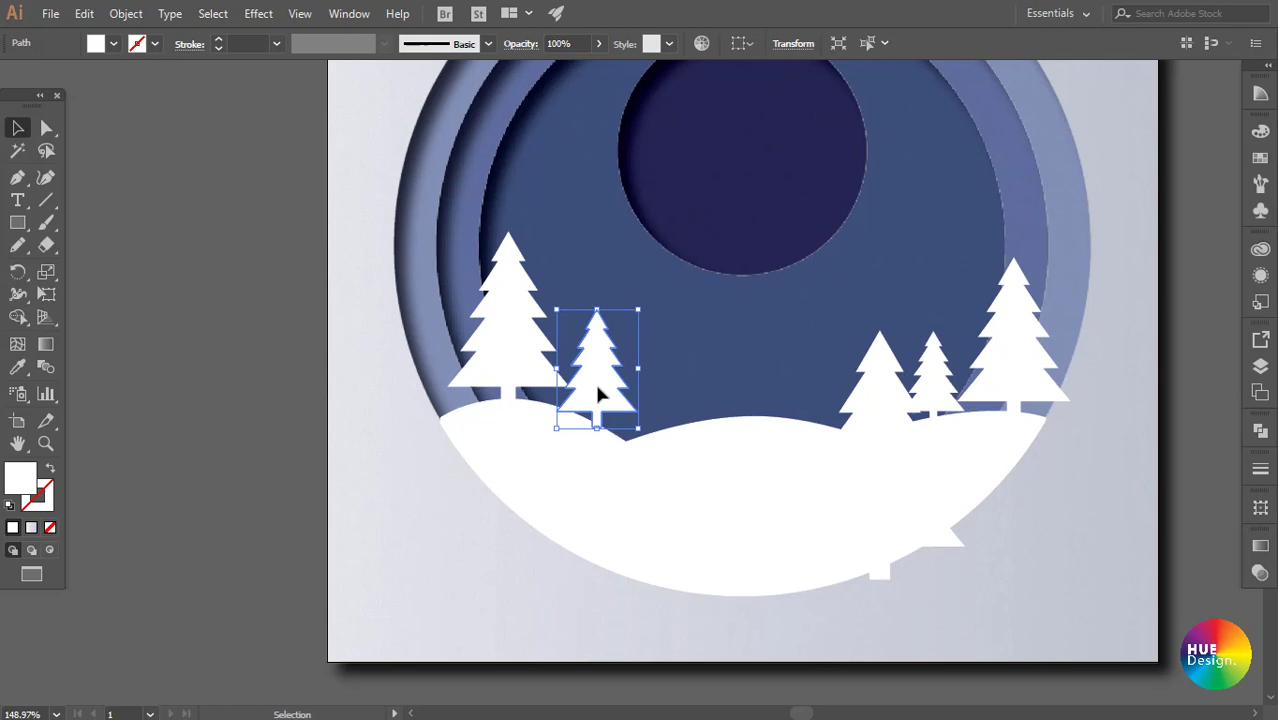 Ai File Edit Object Type Select Effect View Window Help Br St Essentials Search Adobe Stock
Path Stroke: Basic Opacity: 100% Style: Transform
HUE
Design.
148.97% 1 Selection